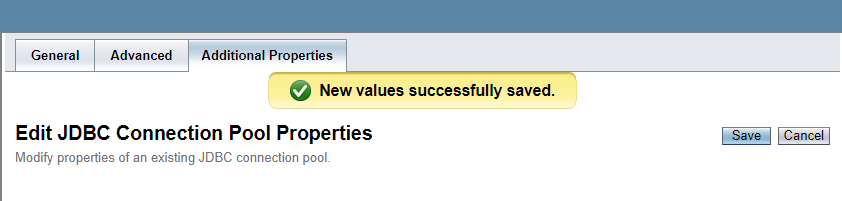 General Advanced Additional Properties
New values successfully saved.
Edit JDBC Connection Pool Properties
Save Cancel
Modify properties of an existing JDBC connection pool.